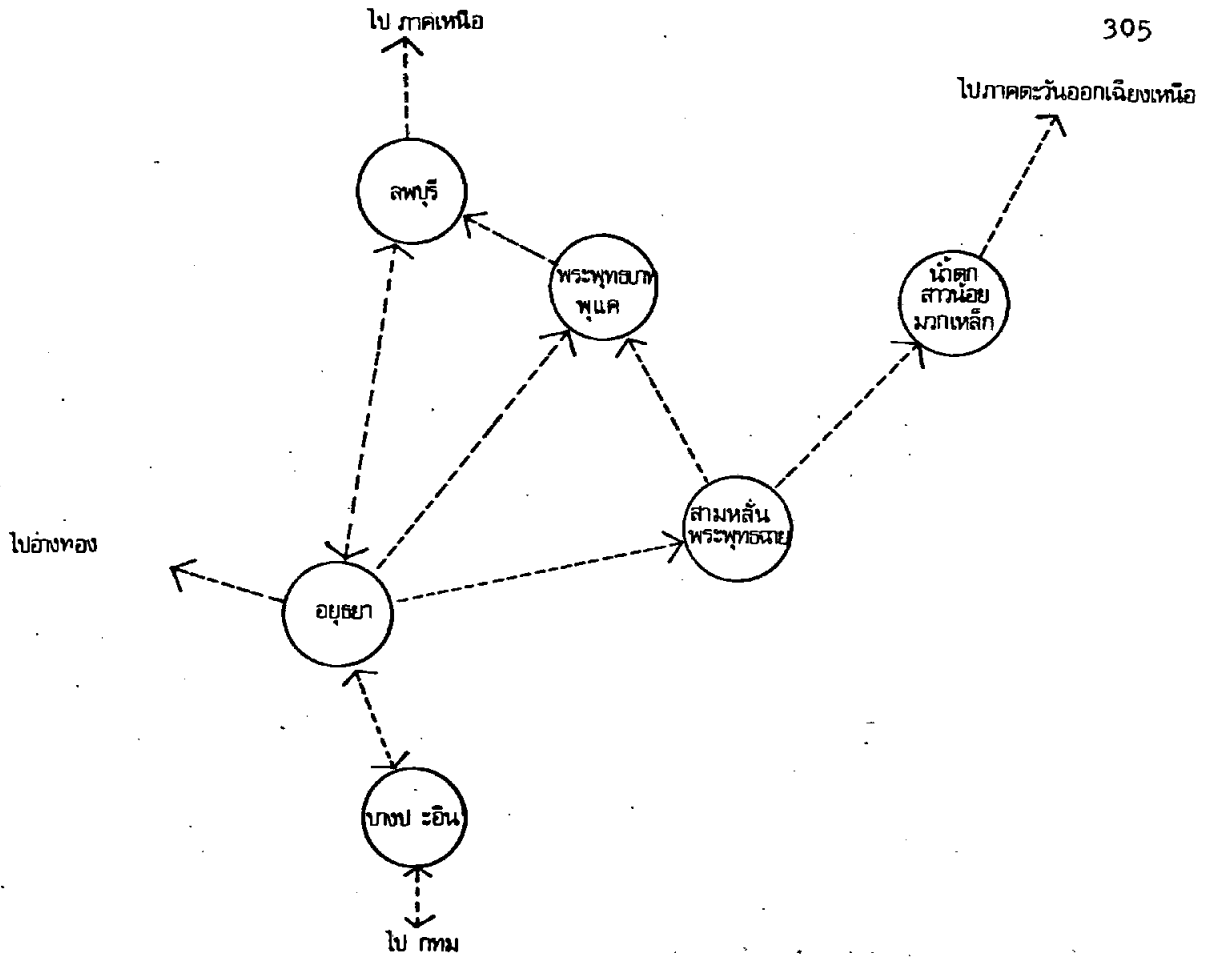 305
ไป ภาคเหนือ
ไปภาคตะวันออกเฉียงเหนือ
ลพบุรี
พระพุทธบาท
พุแค
น้ำตก
สาวน้อย
มวกเหล็ก
สามหลั่น
พระพุทธฉาย
ไปอ่างทอง
อยุธยา
บางป ะอิน
ไป กทม